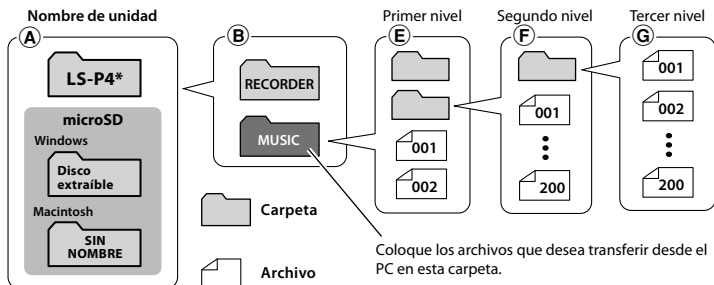 Nombre de unidad
A
LS-P4*
microSD
Windows
Disco
extraíble
Macintosh
SIN
NOMBRE
B
RECORDER
MUSIC
Carpeta
Archivo
Primer nivel
E
001
002
Segundo nivel
F
001
200
Tercer nivel
G
001
002
200
Coloque los archivos que desea transferir desde el
PC en esta carpeta.